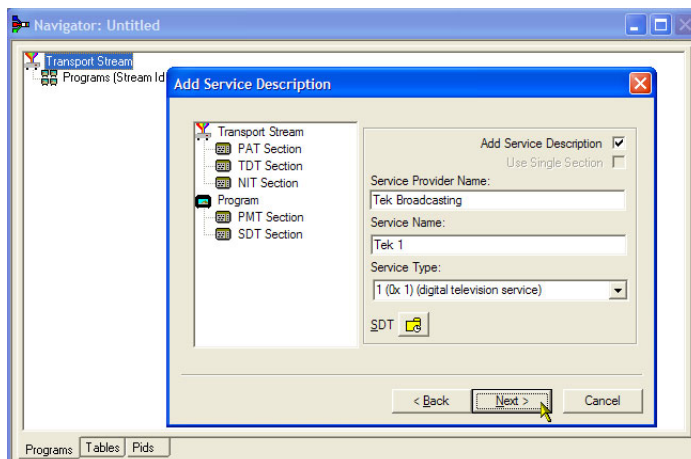 Navigator: Untitled
Transport Stream
Programs (Stream Id
Add Service Description
Transport Stream
PAT Section
TDT Section
NIT Section
Program
PMT Section
SDT Section
Add Service Description
Use Single Section
Service Provider Name:
Tek Broadcasting
Service Name:
Tek 1
Service Type:
1 (0x 1) (digital television service)
SDT
< Back
Next >
Cancel
Programs
Tables
Pids